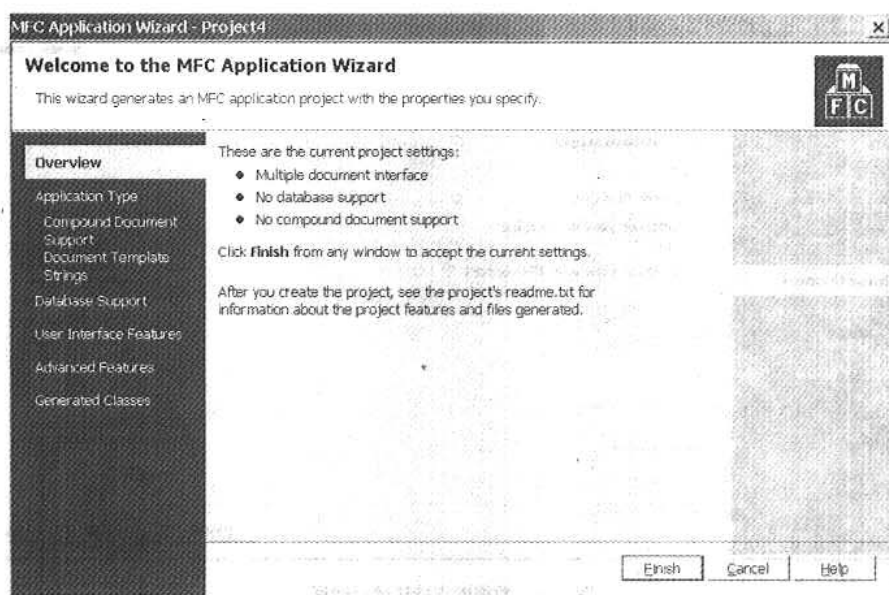 MFC Application Wizard - Project4
Welcome to the MFC Application Wizard
This wizard generates an MFC application project with the properties you specify.
M
F C
Overview
Application Type
Compound Document
Support
Document Template
Strings
Database Support
User Interface Features
Advanced Features
Generated Classes
These are the current project settings:
• Multiple document interface
• No database support
• No compound document support
Click Finish from any window to accept the current settings.
After you create the project, see the project's readme.txt for
information about the project features and files generated.
Finish Cancel Help